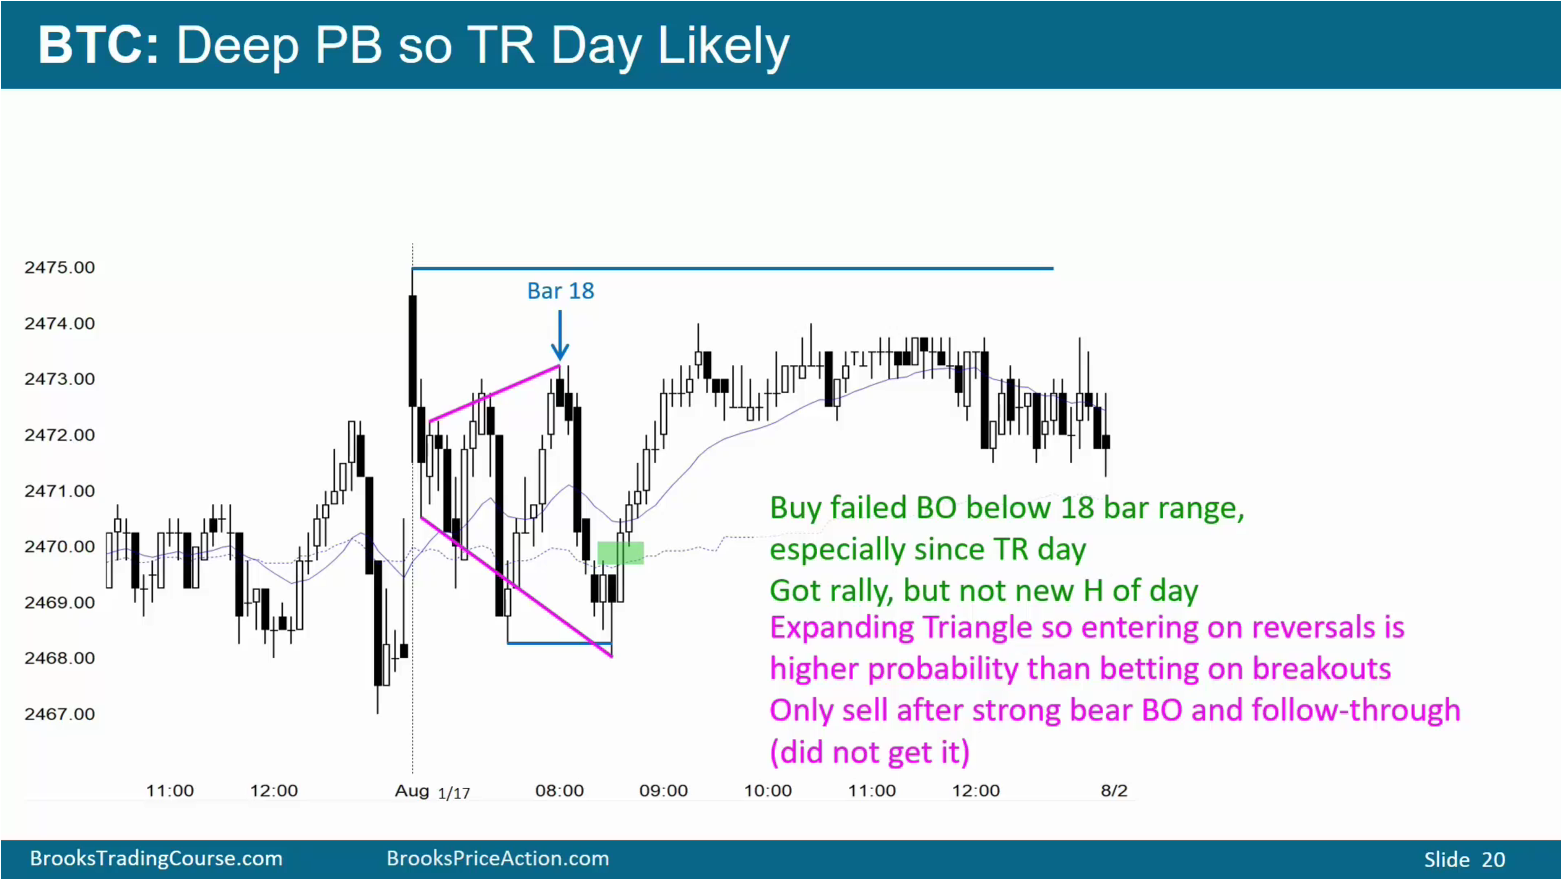 BTC: Deep PB so TR Day Likely
2475.00
Bar 18
2474.00
2473.00
2472.00
2471.00
2470.00
2469.00
2468.00
2467.00
Buy failed BO below 18 bar range,
especially since TR day
Got rally, but not new H of day
Expanding Triangle so entering on reversals is
higher probability than betting on breakouts
Only sell after strong bear BO and follow-through
(did not get it)
11:00 12:00 Aug 1/17 08:00 09:00 10:00 11:00 12:00 8/2
BrooksTradingCourse.com BrooksPriceAction.com Slide 20